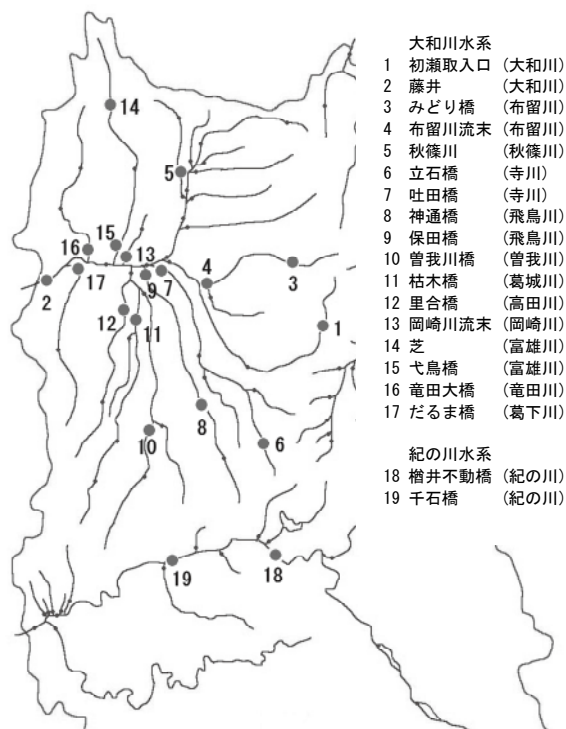 大和川水系
1 初瀬取入口 (大和川)
2 藤井 (大和川)
3 みどり橋 (布留川)
4 布留川流末 (布留川)
5 秋篠川 (秋篠川)
6 立石橋 (寺川)
7 吐田橋 (寺川)
8 神通橋 (飛鳥川)
9 保田橋 (飛鳥川)
10 曽我川橋 (曽我川)
11 枯木橋 (葛城川)
12 里合橋 (高田川)
13 岡崎川流末 (岡崎川)
14 芝 (富雄川)
15 弋鳥橋 (富雄川)
16 竜田大橋 (竜田川)
17 だるま橋 (葛下川)
紀の川水系
18 楢井不動橋 (紀の川)
19 千石橋 (紀の川)
14
5
15
16
13
17
9
7
4
3
2
12
11
1
8
10
6
19
18